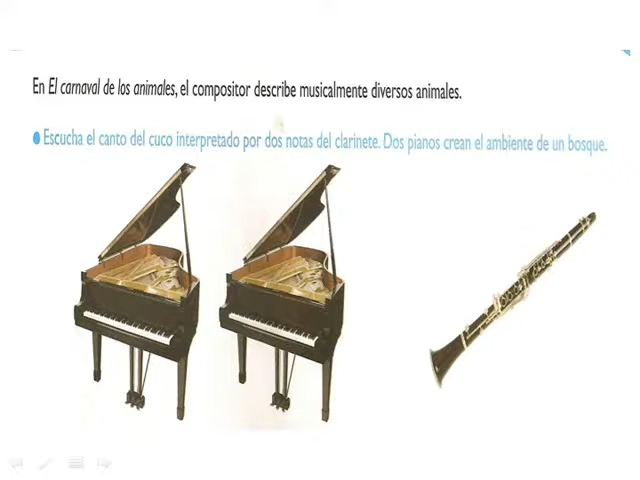 En El carnaval de los animales, el compositor describe musicalmente diversos animales.
Escucha el canto del cuco interpretado por dos notas del clarinete. Dos pianos crean el ambiente de un bosque.